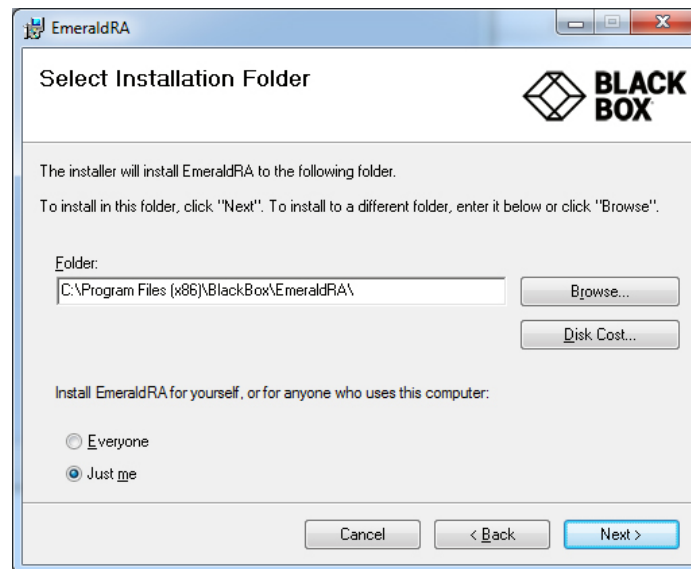 EmeraldRA
Select Installation Folder
BLACK
BOX
The installer will install EmeraldRA to the following folder.
To install in this folder, click "Next". To install to a different folder, enter it below or click "Browse".
Folder:
C:\Program Files (x86)\BlackBox\EmeraldRA\
Browse...
Disk Cost...
Install EmeraldRA for yourself, or for anyone who uses this computer:
Everyone
Just me
Cancel
< Back
Next >